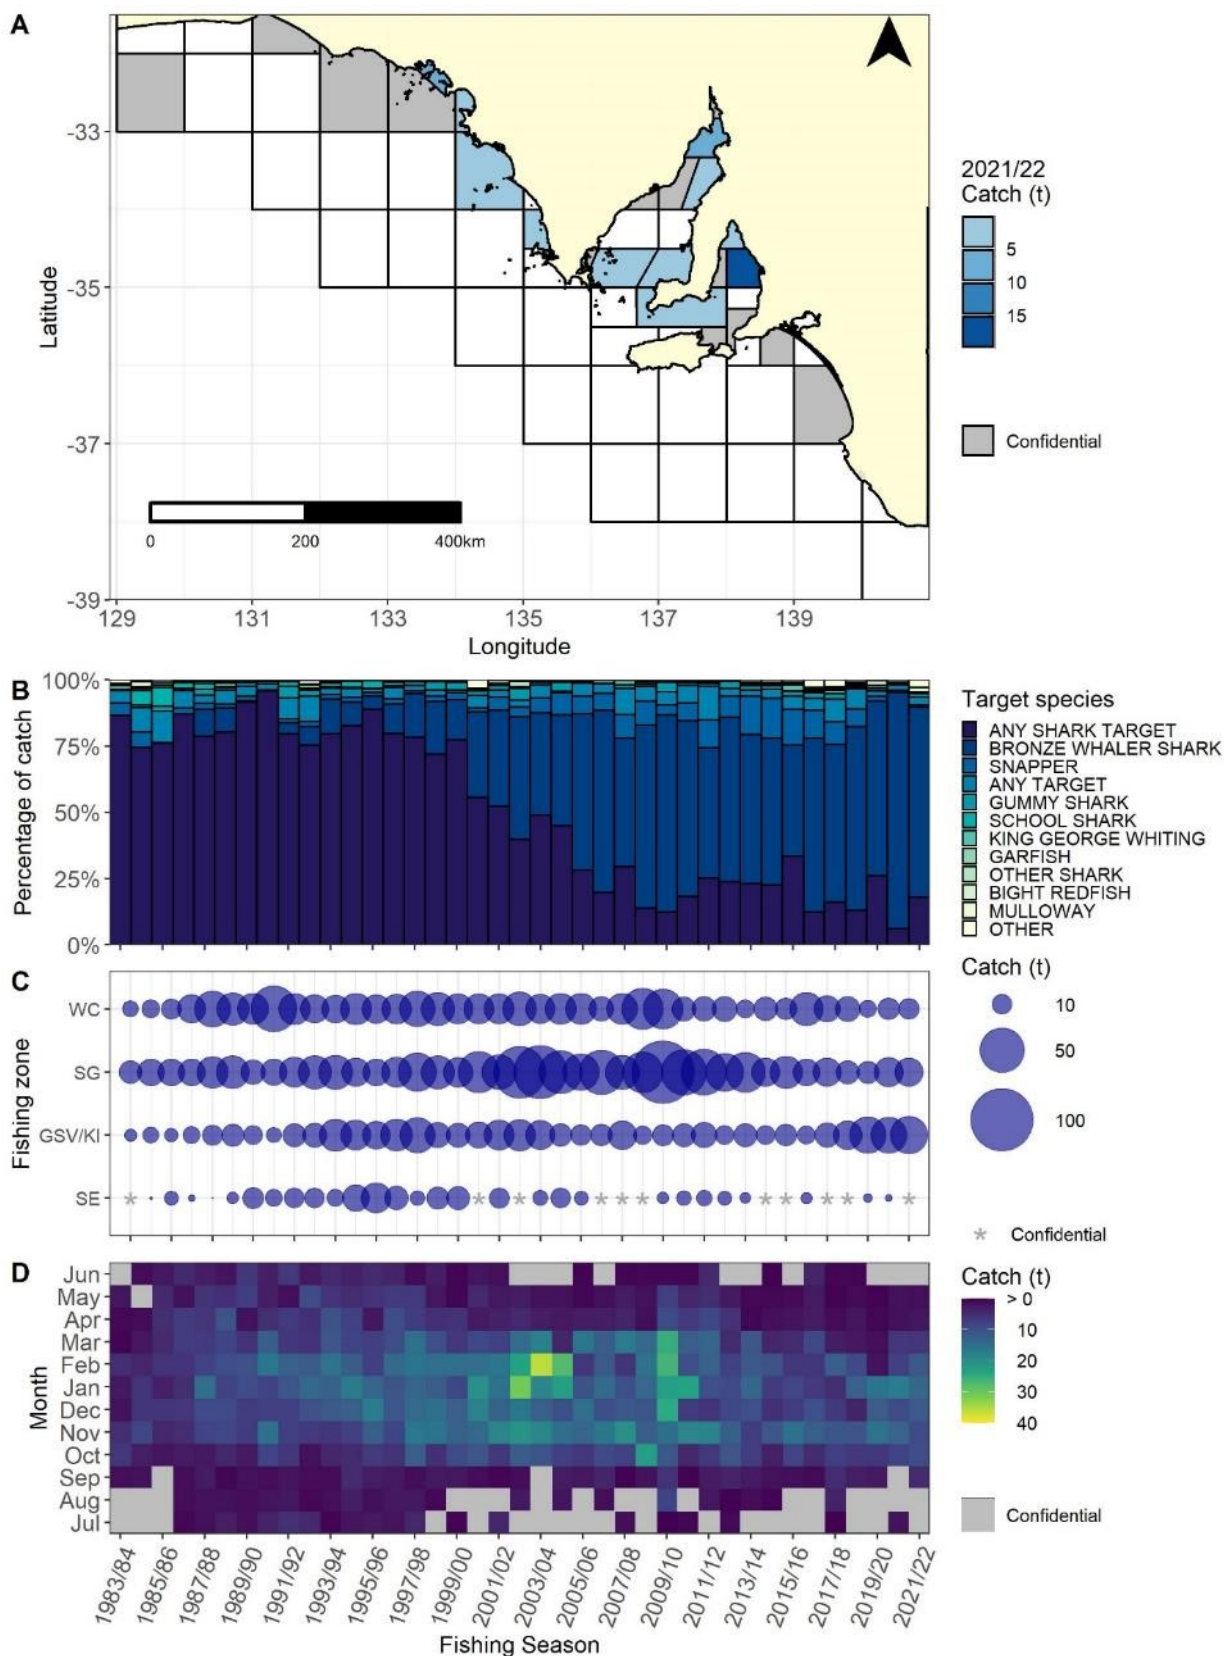 A
-33
-35
-37
-39
Latitude
0
200
400km
129
131
133
135
137
139
Longitude
2021/22
Catch (t)
5
10
15
Confidential
B
100%
75%
50%
25%
0%
Percentage of catch
Target species
ANY SHARK TARGET
BRONZE WHALER SHARK
SNAPPER
ANY TARGET
GUMMY SHARK
SCHOOL SHARK
KING GEORGE WHITING
GARFISH
OTHER SHARK
BIGHT REDFISH
MULLOWAY
OTHER
C
WC
SG
GSV/KI
SE
Fishing zone
Catch (t)
10
50
100
* Confidential
D
Jun
May
Apr
Mar
Feb
Jan
Dec
Nov
Oct
Sep
Aug
Jul
Month
Catch (t)
> 0
10
20
30
40
Confidential
1983/84
1985/86
1987/88
1989/90
1991/92
1993/94
1995/96
1997/98
1999/00
2001/02
2003/04
2005/06
2007/08
2009/10
2011/12
2013/14
2015/16
2017/18
2019/20
2021/22
Fishing Season